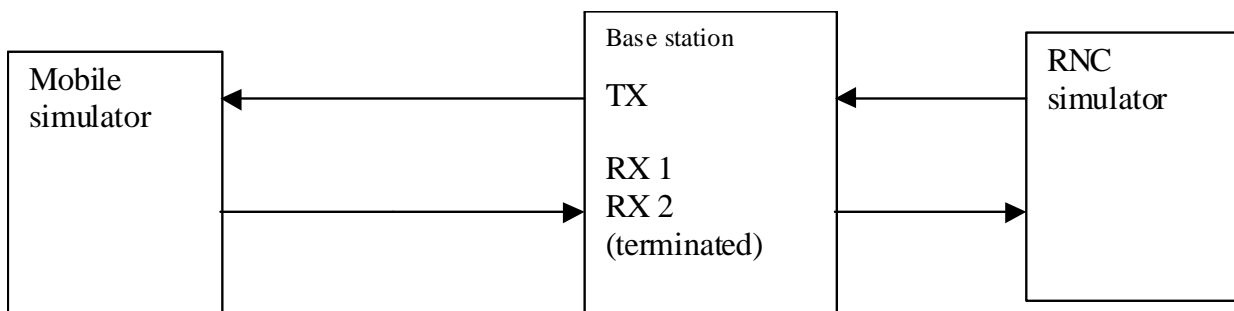 Mobile
simulator
Base station
TX
RX 1
RX 2
(terminated)
RNC
simulator